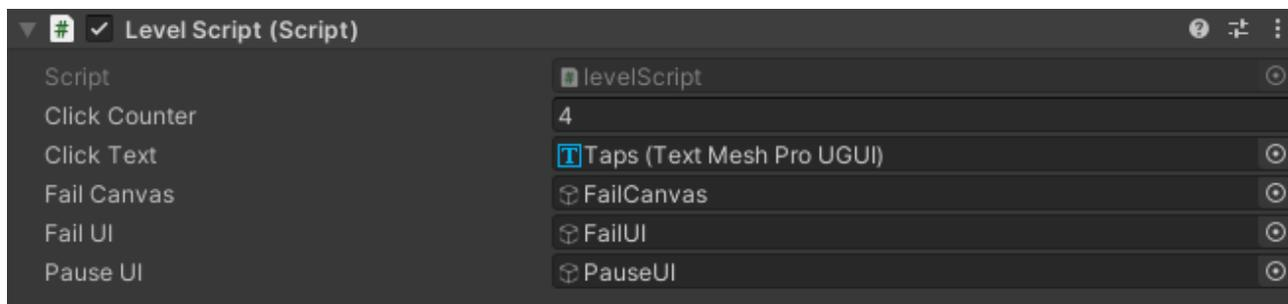 # Level Script (Script)
Script # levelScript
Click Counter 4
Click Text T Taps (Text Mesh Pro UGUI)
Fail Canvas FailCanvas
Fail UI FailUI
Pause UI PauseUI